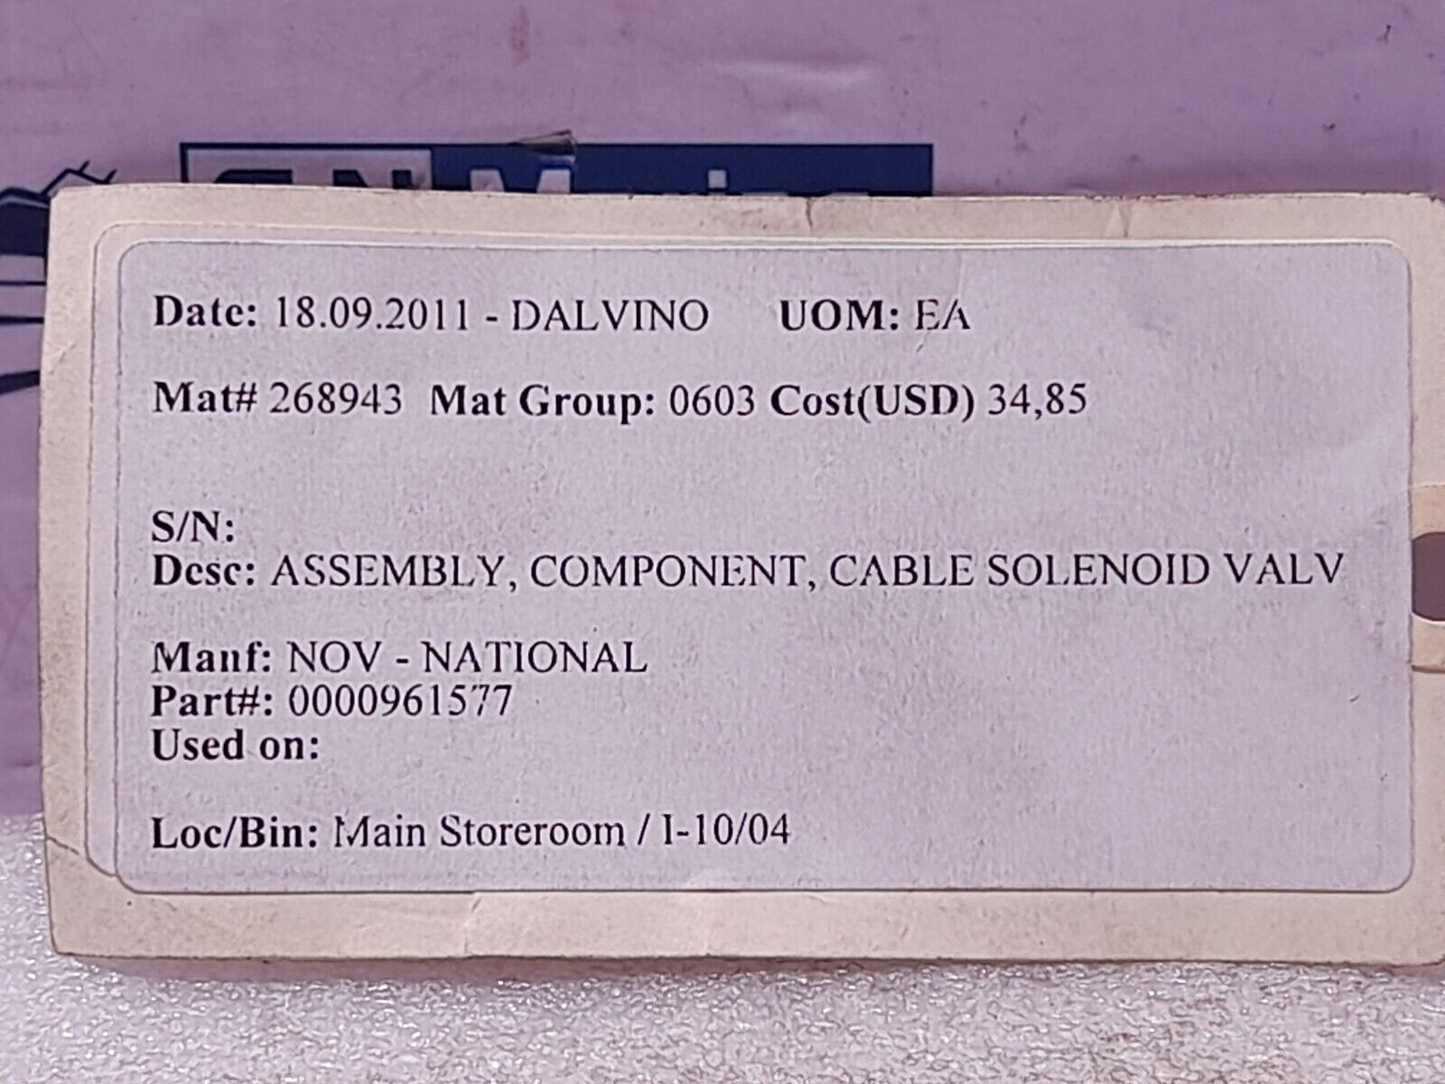 Date: 18.09.2011 - DALVINO UOM: EA
Mat# 268943 Mat Group: 0603 Cost(USD) 34,85
S/N:
Desc: ASSEMBLY, COMPONENT, CABLE SOLENOID VALV
Manf: NOV - NATIONAL
Part#: 0000961577
Used on:
Loc/Bin: Main Storeroom / I-10/04